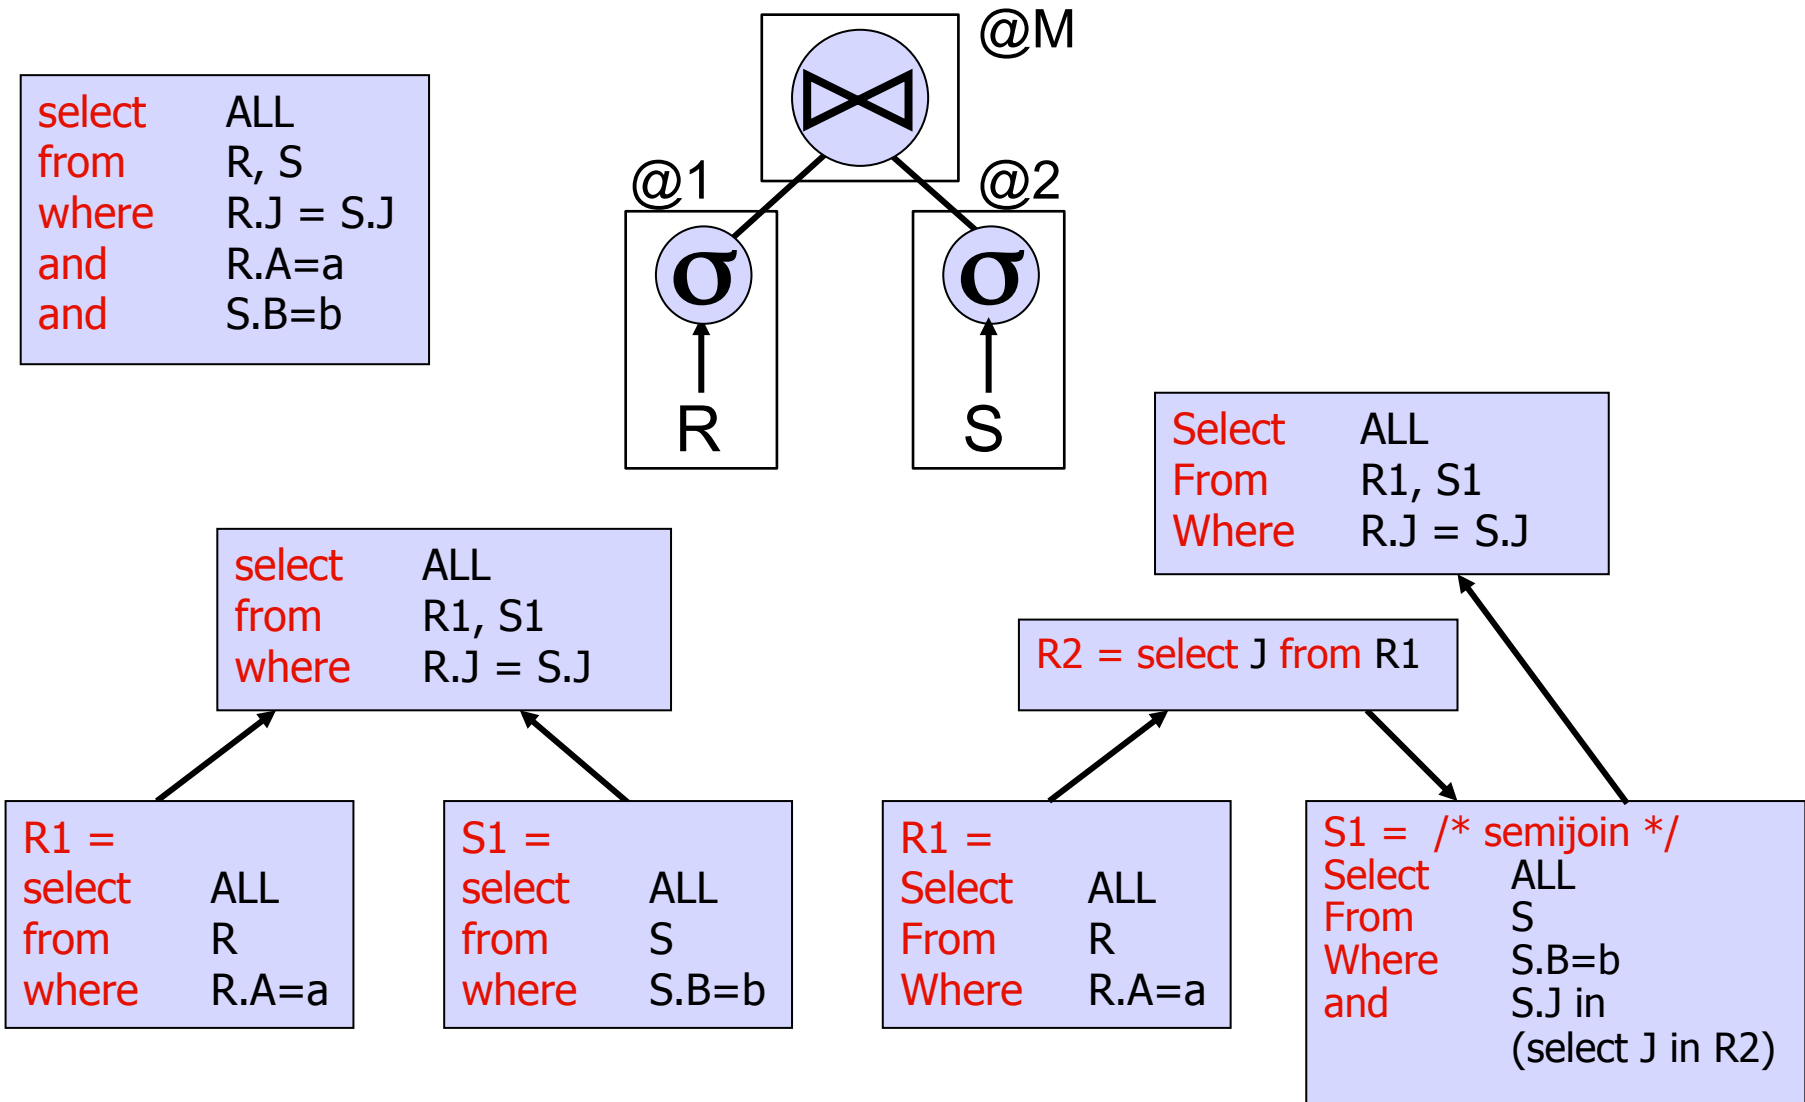 @M
select ALL
from R, S
where R.J = S.J
and R.A=a
and S.B=b
@1
@2
σ
σ
R
S
Select ALL
From R1, S1
Where R.J = S.J
select ALL
from R1, S1
where R.J = S.J
R2 = select J from R1
R1 =
select ALL
from R
where R.A=a
S1 =
select ALL
from S
where S.B=b
R1 =
Select ALL
From R
Where R.A=a
S1 = /* semijoin */
Select ALL
From S
Where S.B=b
and S.J in
(select J in R2)